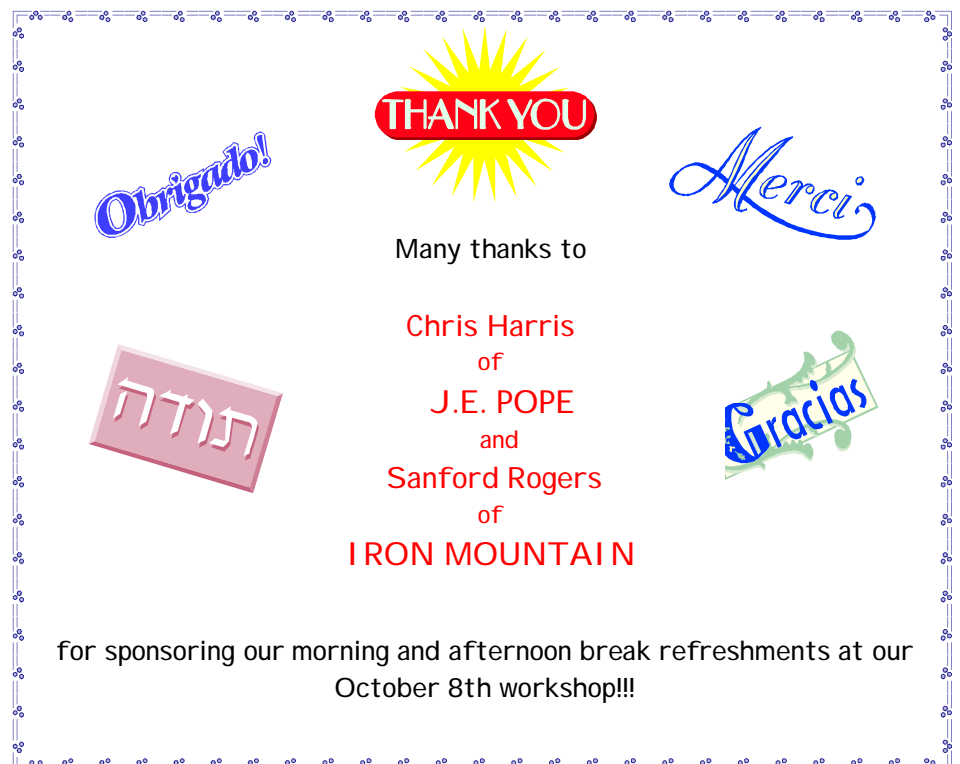 THANK YOU
Obrigado!
Merci
Many thanks to
Chris Harris
of
J.E. POPE
and
Sanford Rogers
of
IRON MOUNTAIN
תודה
Gracias
for sponsoring our morning and afternoon break refreshments at our
October 8th workshop!!!